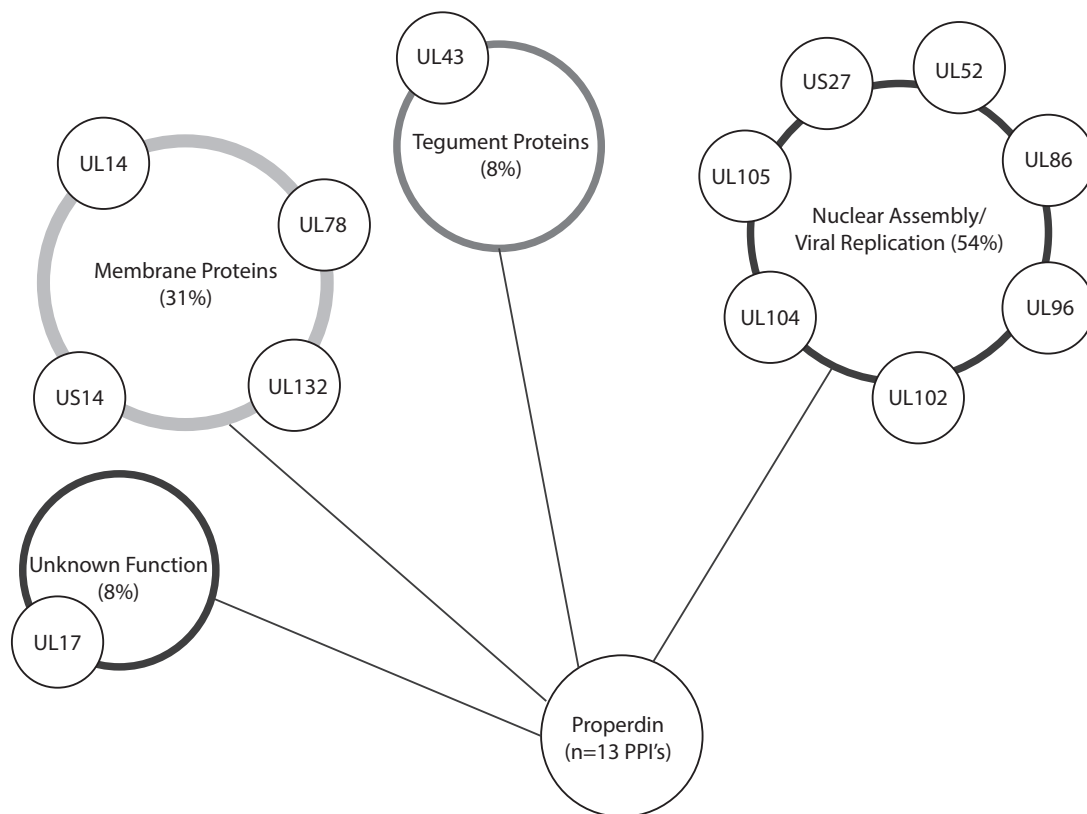 UL43
Tegument Proteins
(8%)
US27
UL52
UL105
UL86
Nuclear Assembly/
Viral Replication (54%)
UL104
UL96
UL102
UL14
UL78
Membrane Proteins
(31%)
US14
UL132
Unknown Function
(8%)
UL17
Properdin
(n=13 PPI's)